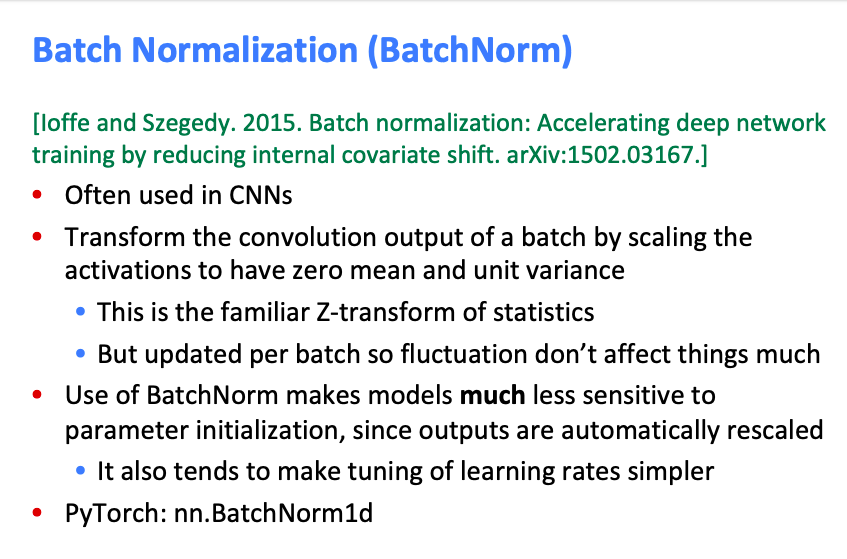 Batch Normalization (BatchNorm)
[Ioffe and Szegedy. 2015. Batch normalization: Accelerating deep network
training by reducing internal covariate shift. arXiv:1502.03167.]
• Often used in CNNs
• Transform the convolution output of a batch by scaling the
activations to have zero mean and unit variance
• This is the familiar Z-transform of statistics
• But updated per batch so fluctuation don’t affect things much
• Use of BatchNorm makes models much less sensitive to
parameter initialization, since outputs are automatically rescaled
• It also tends to make tuning of learning rates simpler
• PyTorch: nn.BatchNorm1d